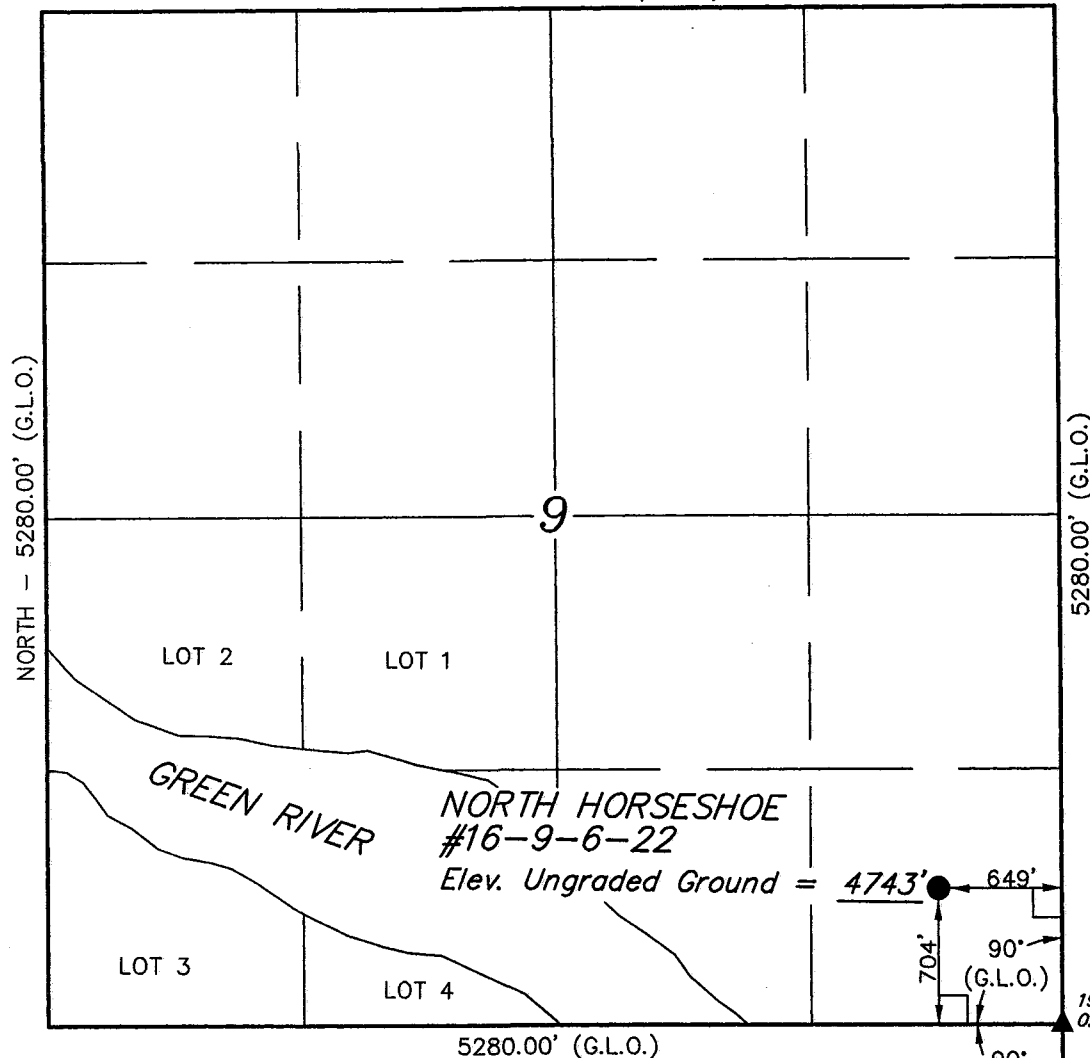 NORTH - 5280.00' (G.L.O.)
9
5280.00' (G.L.O.)
LOT 2
LOT 1
GREEN RIVER
NORTH HORSESHOE
#16-9-6-22
Elev. Ungraded Ground = 4743'
649'
704'
90°
(G.L.O.)
LOT 3
LOT 4
5280.00' (G.L.O.)